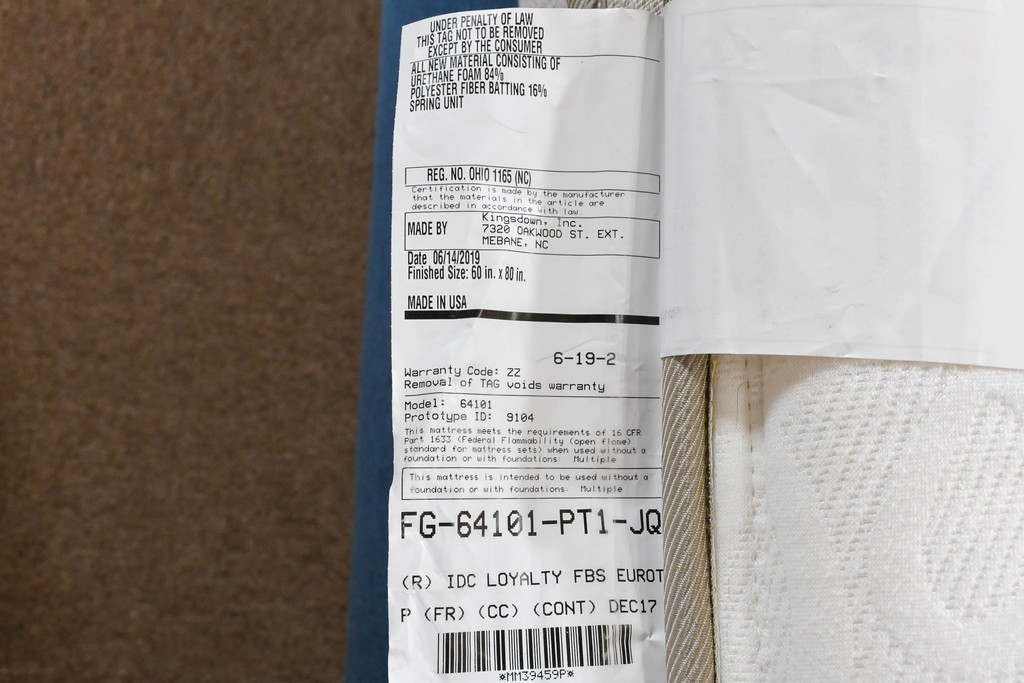 UNDER PENALTY OF LAW
THIS TAG NOT TO BE REMOVED
EXCEPT BY THE CONSUMER
ALL NEW MATERIAL CONSISTING OF
URETHANE FOAM 84%
POLYESTER FIBER BATTING 16%
SPRING UNIT
REG. NO. OHIO 1165 (NC)
Certification is made by the manufacturer
that the materials in the article are
described in accordance with law.
MADE BY
Kingsdown, Inc.
7320 OAKWOOD ST. EXT.
MEBANE, NC
Date 06/14/2019
Finished Size: 60 in. x 80 in.
MADE IN USA
6-19-2
Warranty Code: ZZ
Removal of TAG voids warranty
Model: 64101
Prototype ID: 9104
This mattress meets the requirements of 16 CFR
Part 1633 (Federal Flammability (open flame)
standard for mattress sets) when used without a
foundation or with foundations: Multiple
This mattress is intended to be used without a
foundation or with foundations: Multiple
FG-64101-PT1-JQ
(R) IDC LOYALTY FBS EUROT
P (FR) (CC) (CONT) DEC17
*MM39459P*